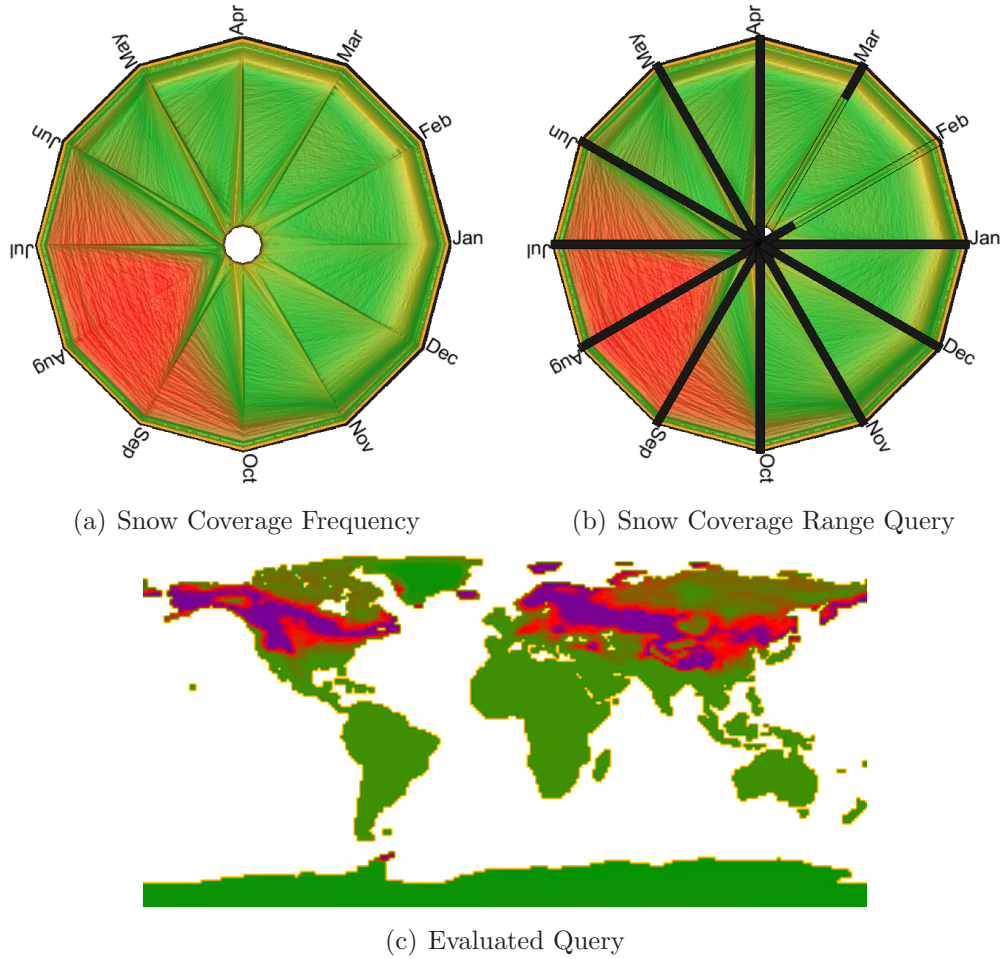 Apr
Mar
Feb
Jan
Dec
Nov
Oct
Sep
Aug
Jul
Jun
May
Apr
Mar
Feb
Jan
Dec
Nov
Oct
Sep
Aug
Jul
Jun
May
(a) Snow Coverage Frequency
(b) Snow Coverage Range Query
(c) Evaluated Query